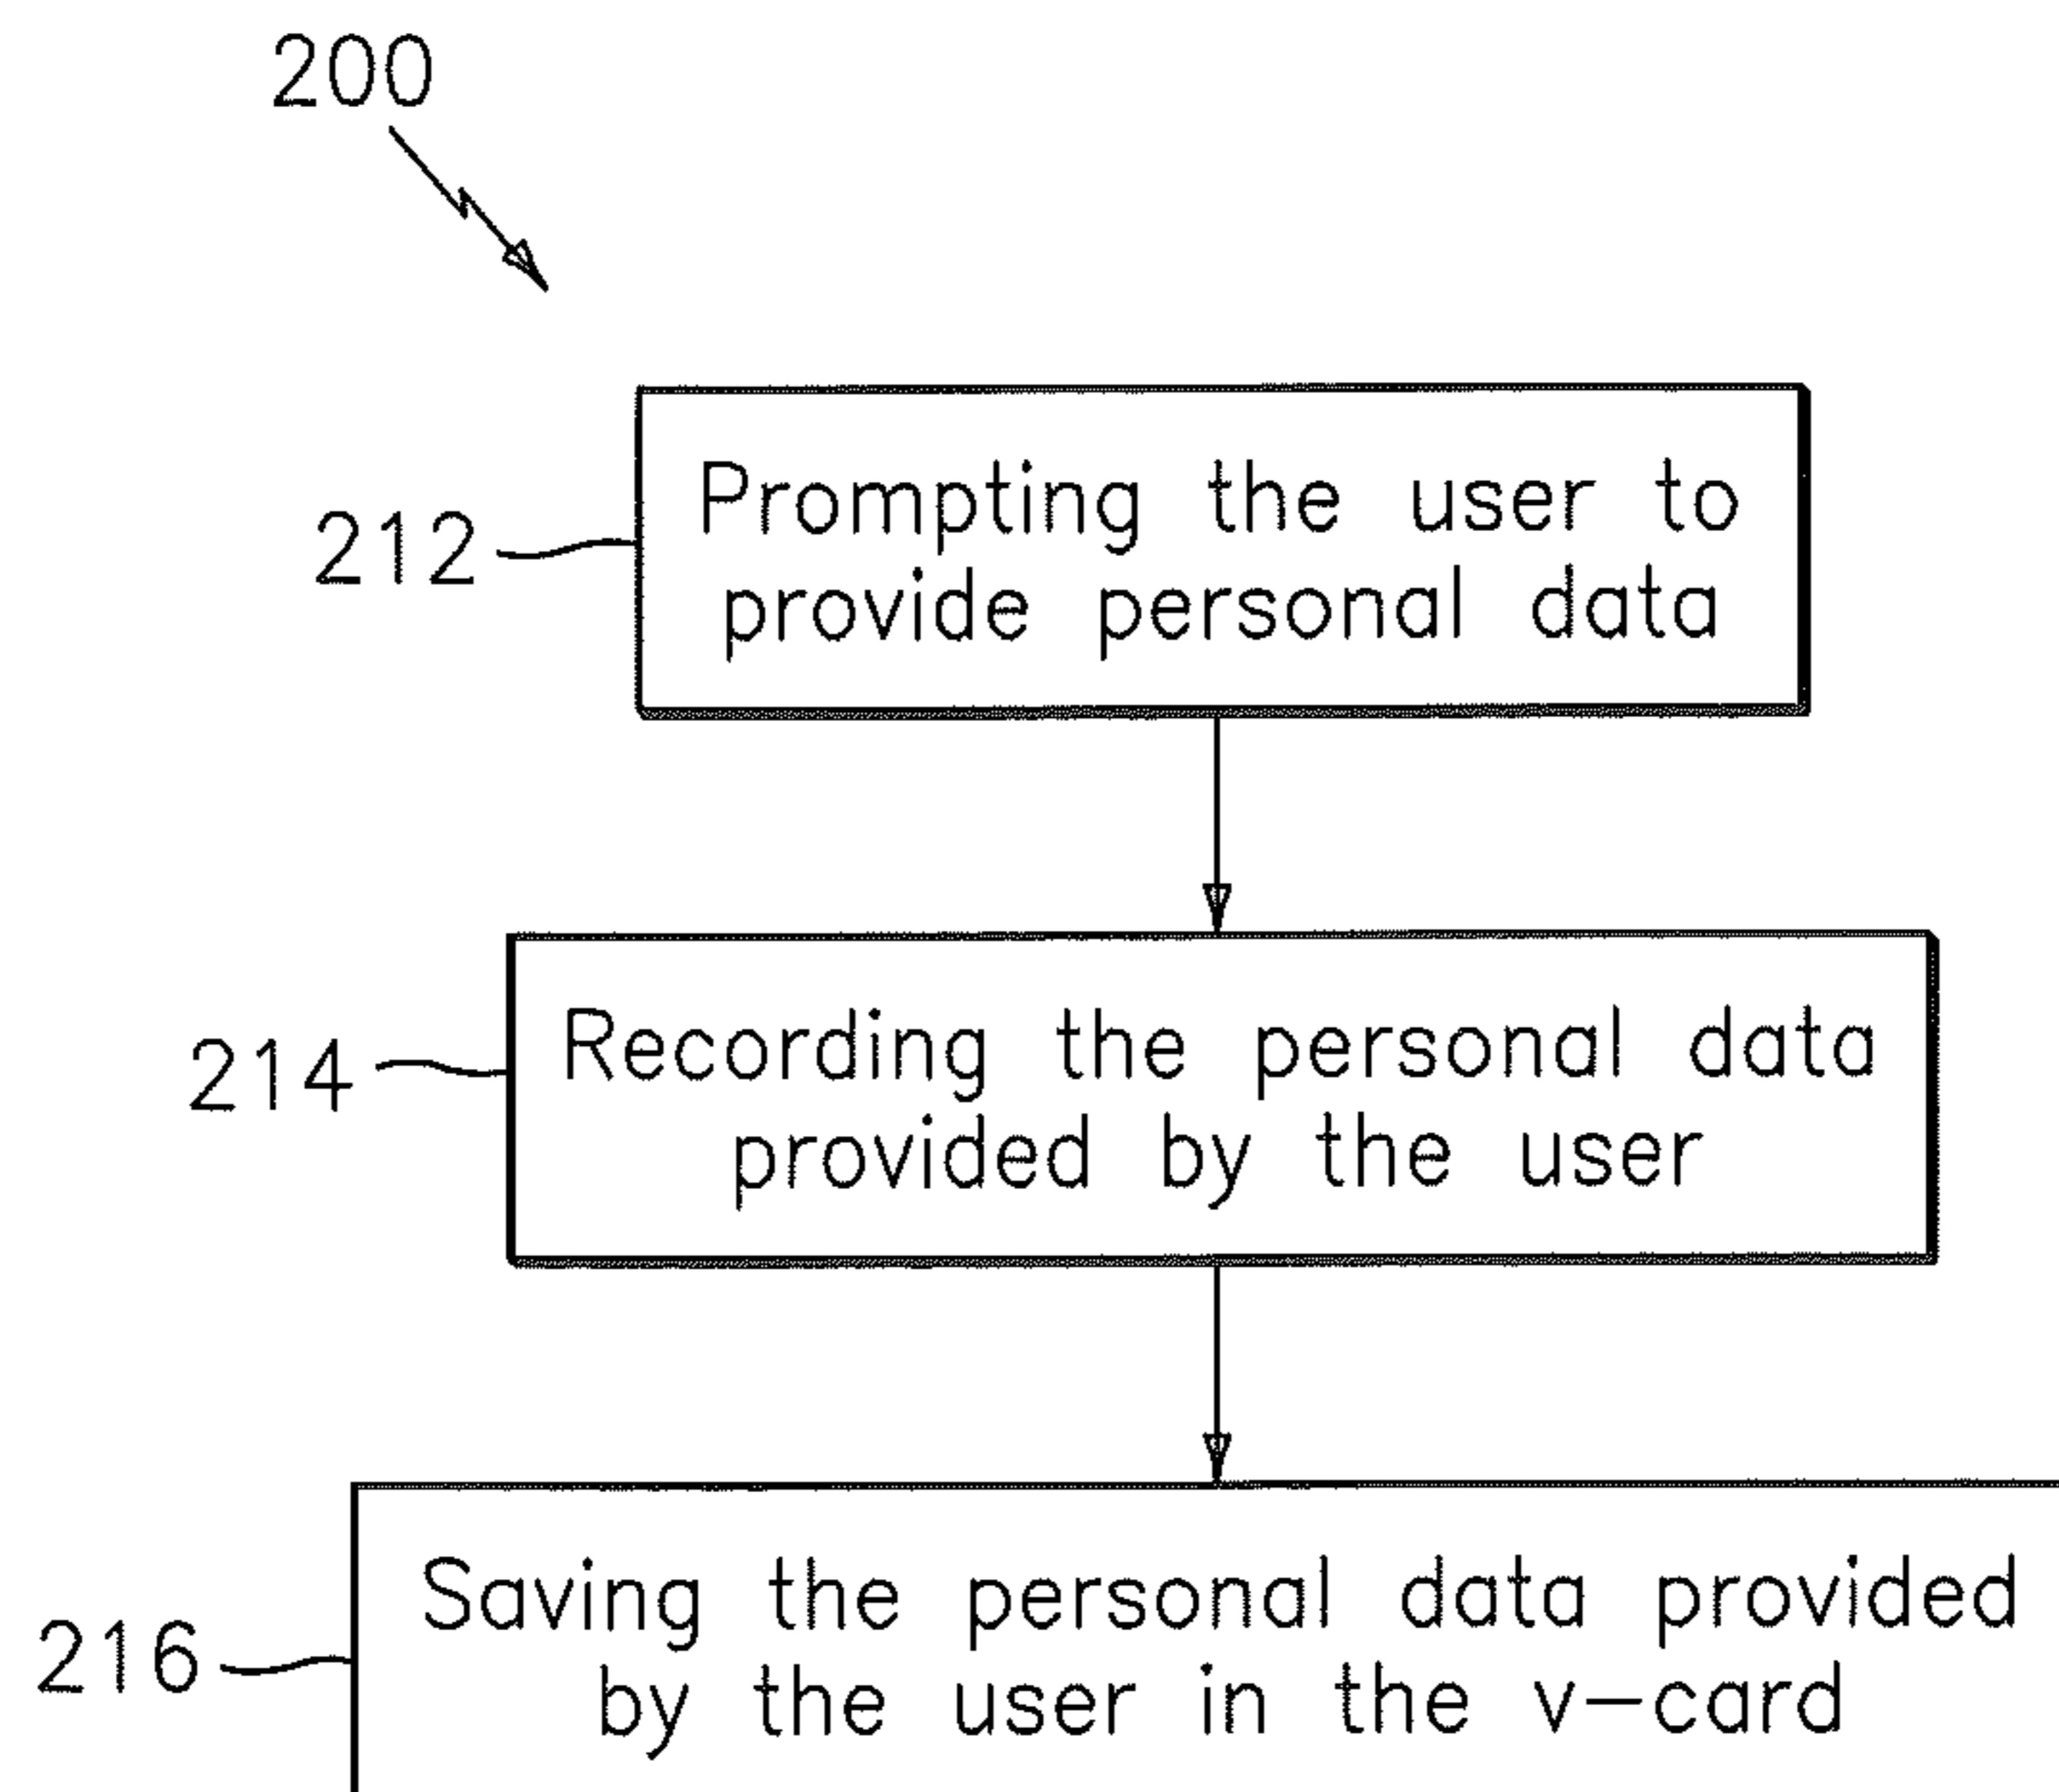 200
212
Prompting the user to
provide personal data
214
Recording the personal data
provided by the user
216
Saving the personal data provided
by the user in the v-card